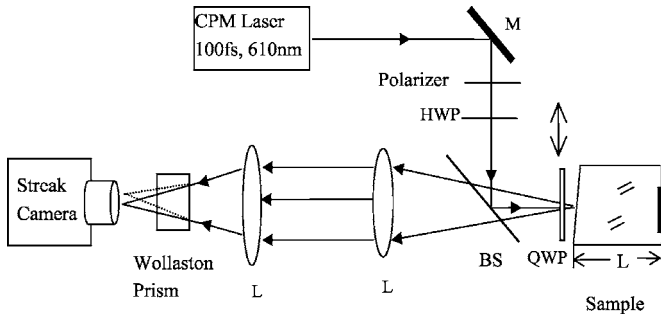 CPM Laser
100fs, 610nm
M
Polarizer
HWP
Streak
Camera
Wollaston
Prism
L
L
BS
QWP
L
Sample